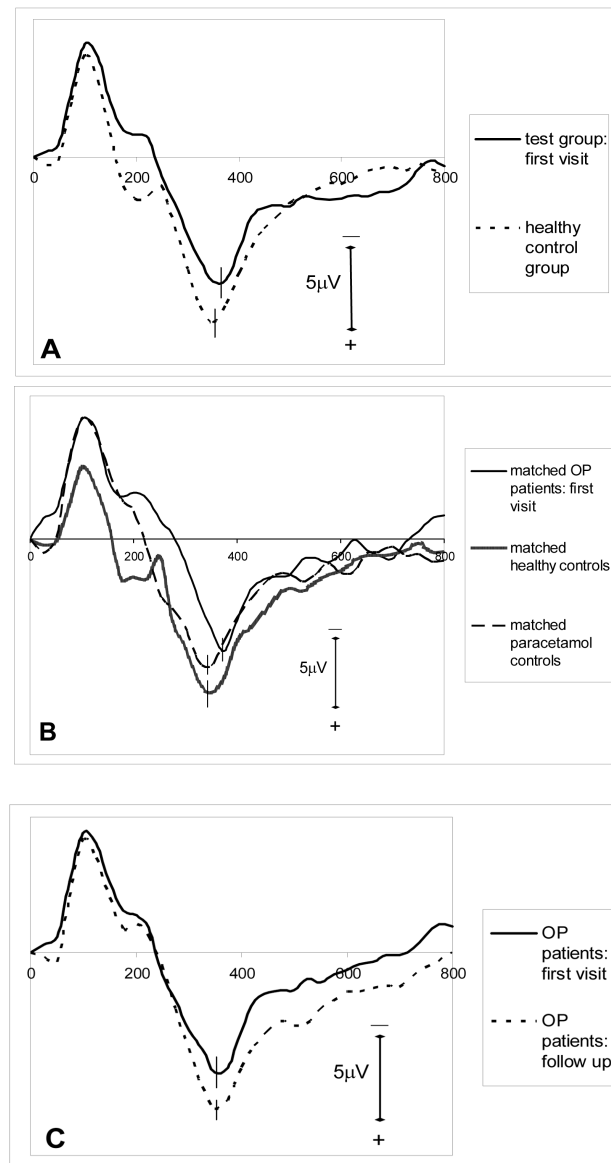 0
200
400
600
800
5μV
−
+
A
test group:
first visit
healthy
control
group
0
200
400
600
800
5μV
−
+
B
matched OP
patients: first
visit
matched
healthy controls
matched
paracetamol
controls
0
200
400
600
800
5μV
−
+
C
OP
patients:
first visit
OP
patients:
follow up